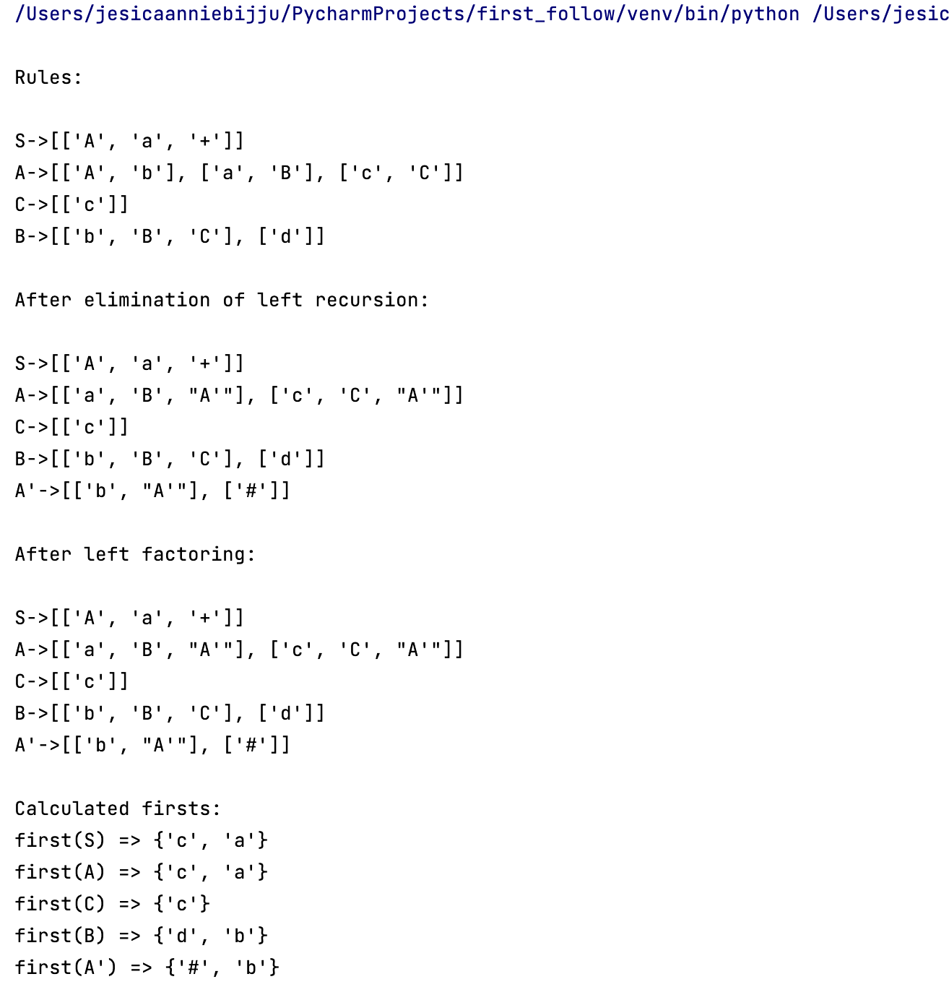 /Users/jesicaanniebijju/PycharmProjects/first_follow/venv/bin/python /Users/jesic
Rules:
S->[['A', 'a', '+']]
A->[['A', 'b'], ['a', 'B'], ['c', 'C']]
C->[['c']]
B->[['b', 'B', 'C'], ['d']]
After elimination of left recursion:
S->[['A', 'a', '+']]
A->[['a', 'B', "A'"], ['c', 'C', "A'"]]
C->[['c']]
B->[['b', 'B', 'C'], ['d']]
A'->[['b', "A'"], ['#']]
After left factoring:
S->[['A', 'a', '+']]
A->[['a', 'B', "A'"], ['c', 'C', "A'"]]
C->[['c']]
B->[['b', 'B', 'C'], ['d']]
A'->[['b', "A'"], ['#']]
Calculated firsts:
first(S) => {'c', 'a'}
first(A) => {'c', 'a'}
first(C) => {'c'}
first(B) => {'d', 'b'}
first(A') => {'#', 'b'}